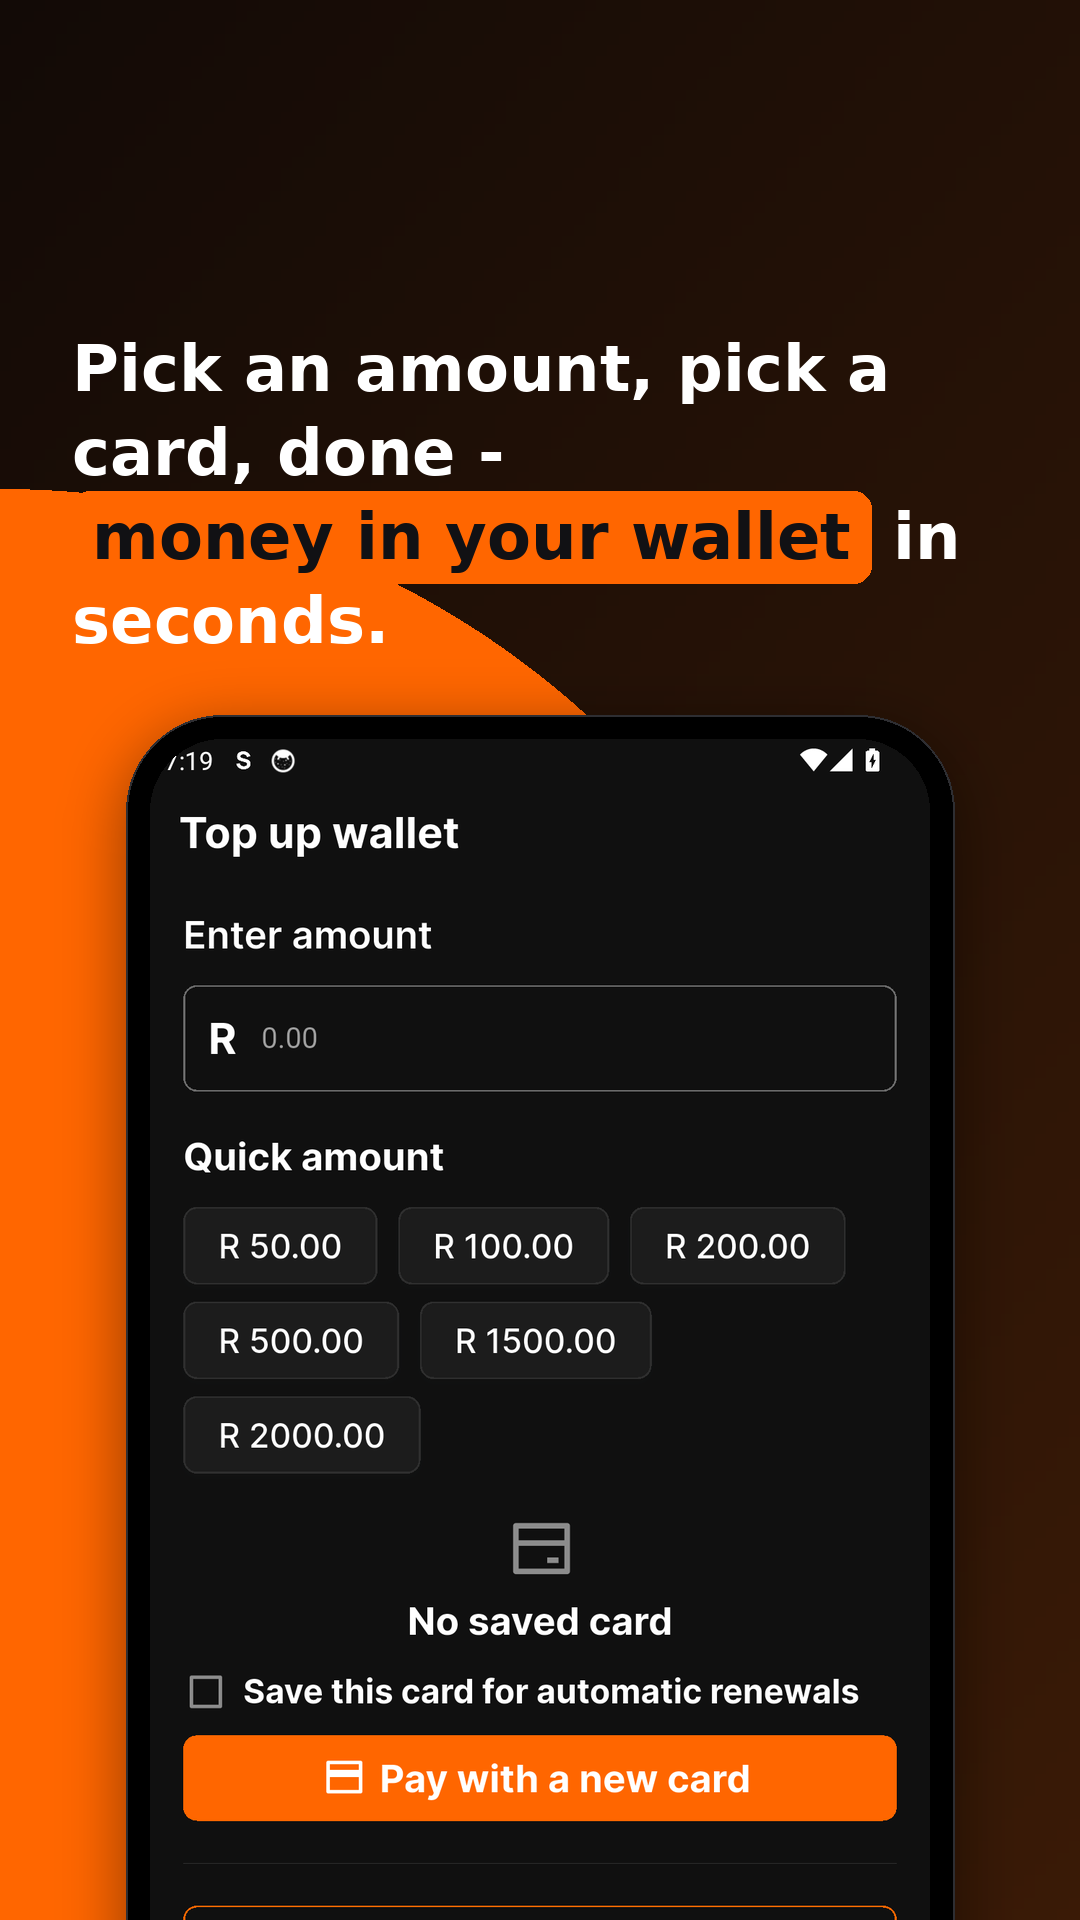 Pick an amount, pick a
card, done -
money in your wallet in
seconds.
7:19 S
Top up wallet
Enter amount
R 0.00
Quick amount
R 50.00 R 100.00 R 200.00
R 500.00 R 1500.00
R 2000.00
No saved card
Save this card for automatic renewals
Pay with a new card